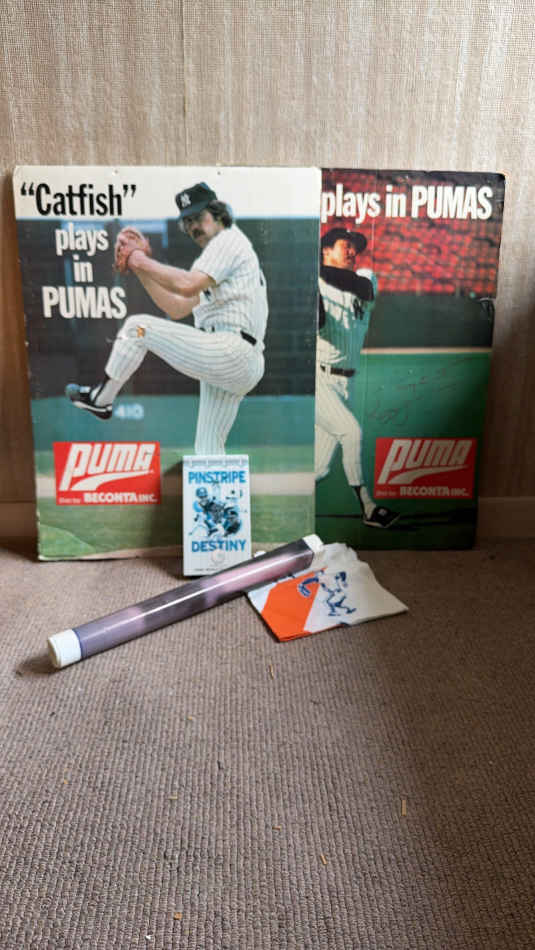 "Catfish"
plays
in
PUMAS
410
PUMA
Dist by BECONTA INC.
plays in PUMAS
PUMA
Dist by BECONTA INC.
PINSTRIPE
DESTINY